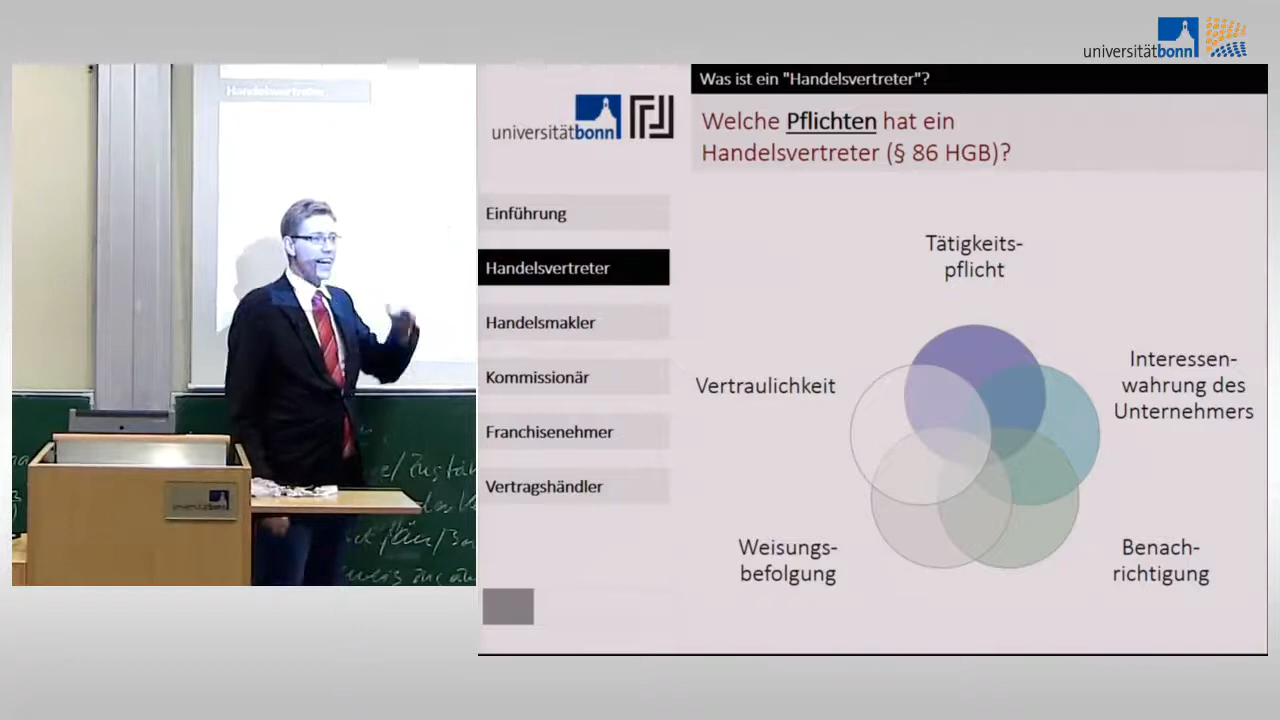 universitätbonn
Handelsvertreter
universitätbonn
Was ist ein "Handelsvertreter"?
Welche Pflichten hat ein
Handelsvertreter (§ 86 HGB)?
Einführung
Handelsvertreter
Handelsmakler
Kommissionär
Franchisenehmer
Vertragshändler
Tätigkeits-
pflicht
Interessen-
wahrung des
Unternehmers
Benach-
richtigung
Weisungs-
befolgung
Vertraulichkeit
universitätbonn